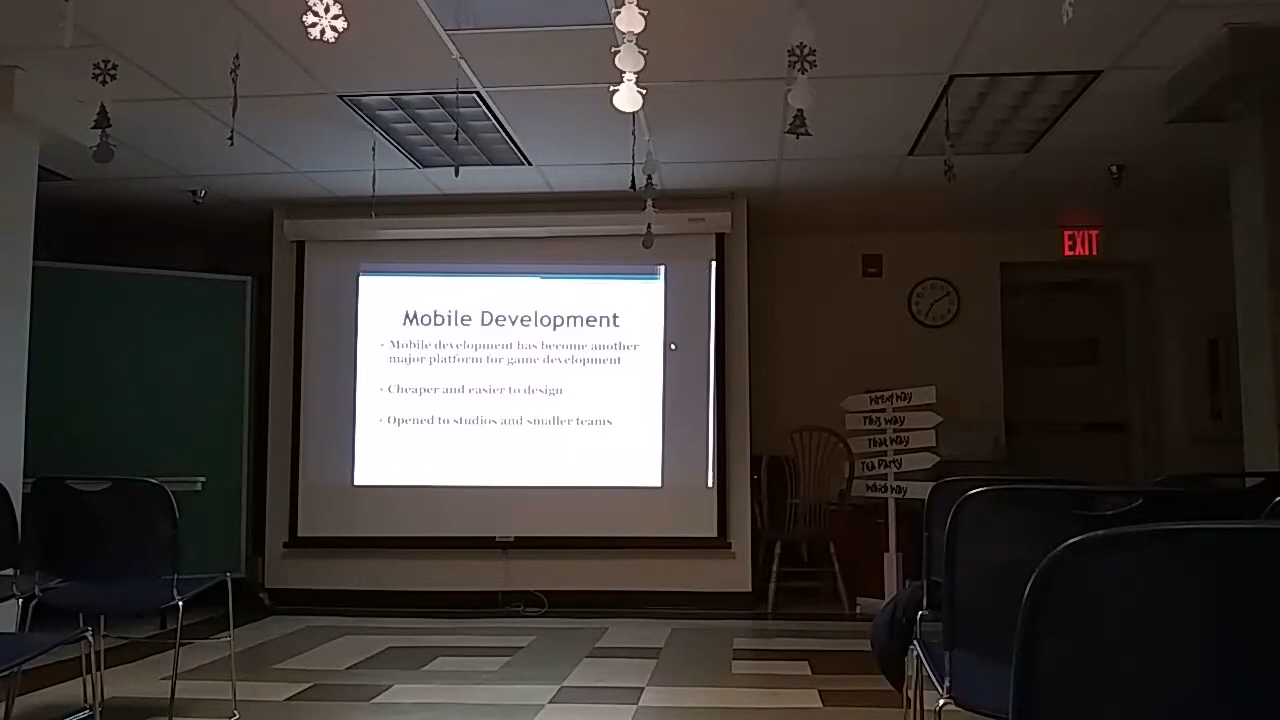 EXIT
Mobile Development
• Mobile development has become another
major platform for game development
• Cheaper and easier to design
• Opened to studios and smaller teams
This Way
That Way
Tea Party
Which Way